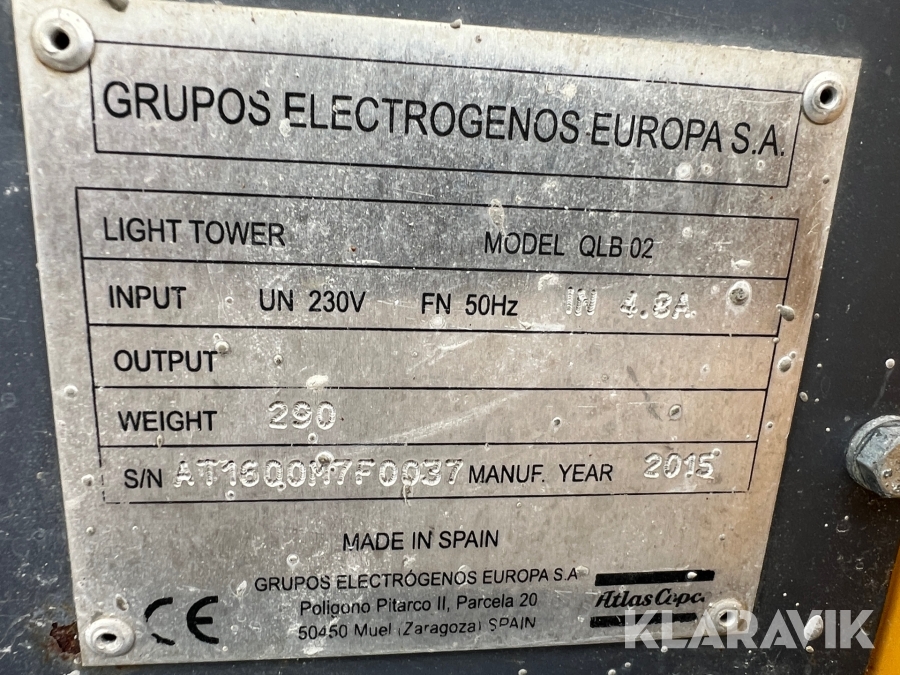 GRUPOS ELECTROGENOS EUROPA S.A.
LIGHT TOWER MODEL QLB 02
INPUT UN 230V FN 50Hz IN 4.8A
OUTPUT
WEIGHT 290
S/N AT16Q0M7F0037 MANUF. YEAR 2015
MADE IN SPAIN
GRUPOS ELECTRÓGENOS EUROPA S.A
Poligono Pitarco II, Parcela 20
50450 Muel (Zaragoza) SPAIN
CE
Atlas Copco
KLARAVIK